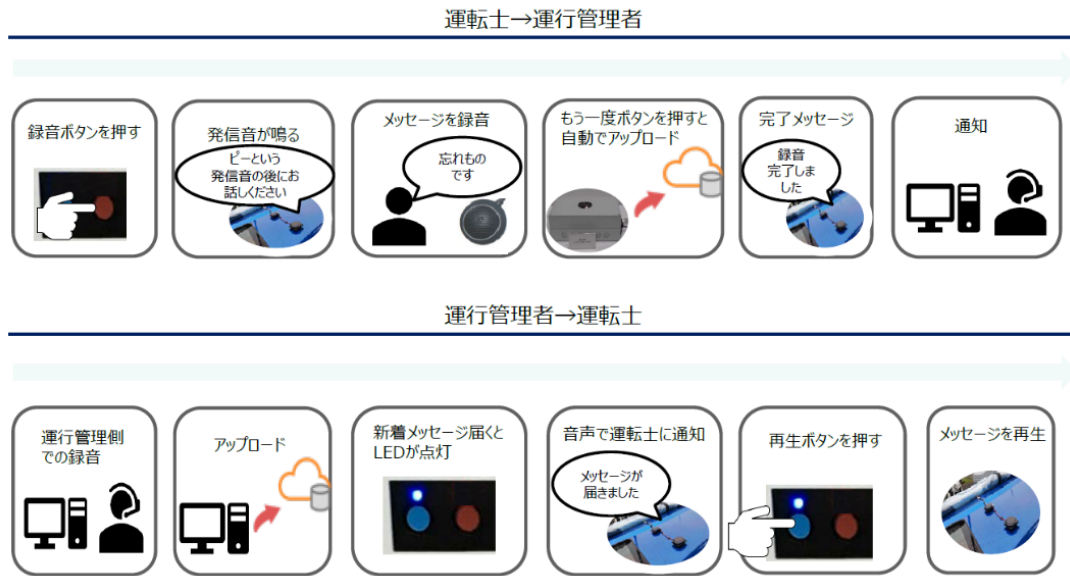 運転士→運行管理者
録音ボタンを押す
発信音が鳴る
ピーという
発信音の後にお
話しください
メッセージを録音
忘れもの
です
もう一度ボタンを押すと
自動でアップロード
完了メッセージ
録音
完了しま
した
通知
運行管理者→運転士
運行管理側
での録音
アップロード
新着メッセージ届くと
LEDが点灯
音声で運転士に通知
メッセージが
届きました
再生ボタンを押す
メッセージを再生